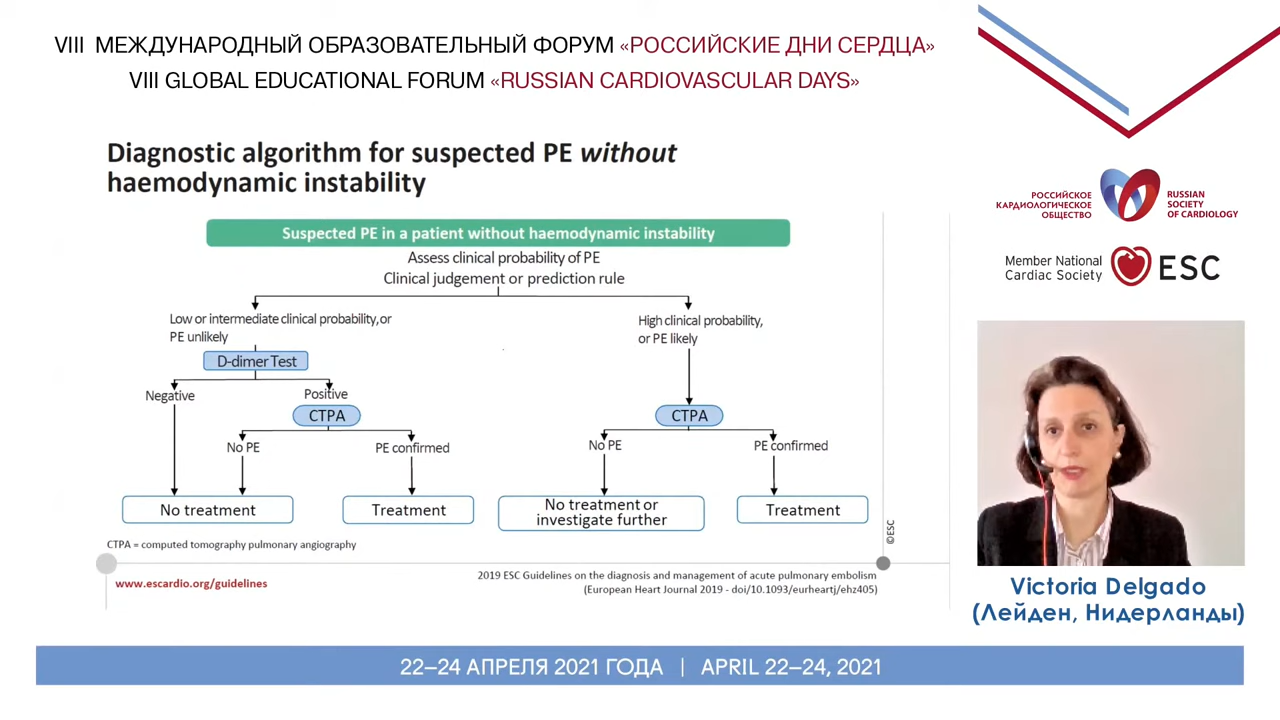 VIII МЕЖДУНАРОДНЫЙ ОБРАЗОВАТЕЛЬНЫЙ ФОРУМ «РОССИЙСКИЕ ДНИ СЕРДЦА»
VIII GLOBAL EDUCATIONAL FORUM «RUSSIAN CARDIOVASCULAR DAYS»
Diagnostic algorithm for suspected PE without
haemodynamic instability
Suspected PE in a patient without haemodynamic instability
Assess clinical probability of PE
Clinical judgement or prediction rule
Low or intermediate clinical probability, or
PE unlikely
D-dimer Test
Negative
Positive
CTPA
No PE
PE confirmed
No treatment
Treatment
High clinical probability,
or PE likely
CTPA
No PE
PE confirmed
No treatment or
investigate further
Treatment
©ESC
CTPA = computed tomography pulmonary angiography
www.escardio.org/guidelines
2019 ESC Guidelines on the diagnosis and management of acute pulmonary embolism
(European Heart Journal 2019 - doi/10.1093/eurheartj/ehz405)
РОССИЙСКОЕ
КАРДИОЛОГИЧЕСКОЕ
ОБЩЕСТВО
RUSSIAN
SOCIETY
OF CARDIOLOGY
Member National
Cardiac Society
ESC
Victoria Delgado
(Лейден, Нидерланды)
22–24 АПРЕЛЯ 2021 ГОДА | APRIL 22–24, 2021